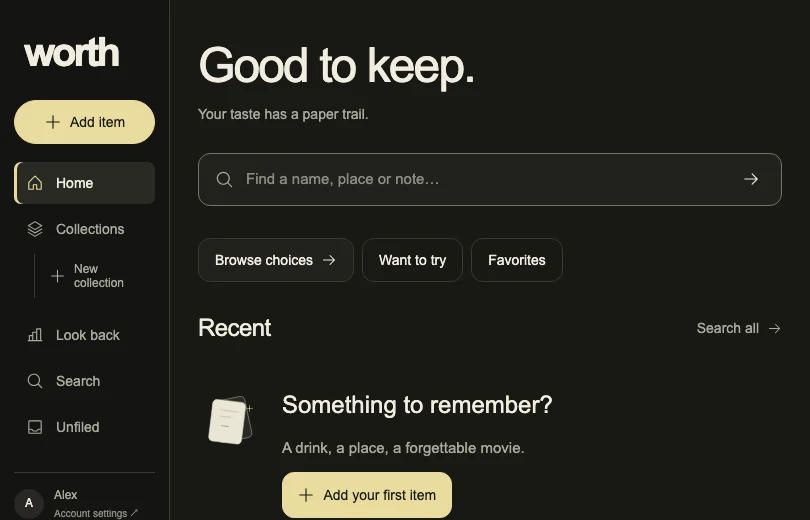 worth
Add item
Home
Collections
New
collection
Look back
Search
Unfiled
A
Alex
Account settings
Good to keep.
Your taste has a paper trail.
Find a name, place or note…
Browse choices
Want to try
Favorites
Recent
Search all
Something to remember?
A drink, a place, a forgettable movie.
Add your first item